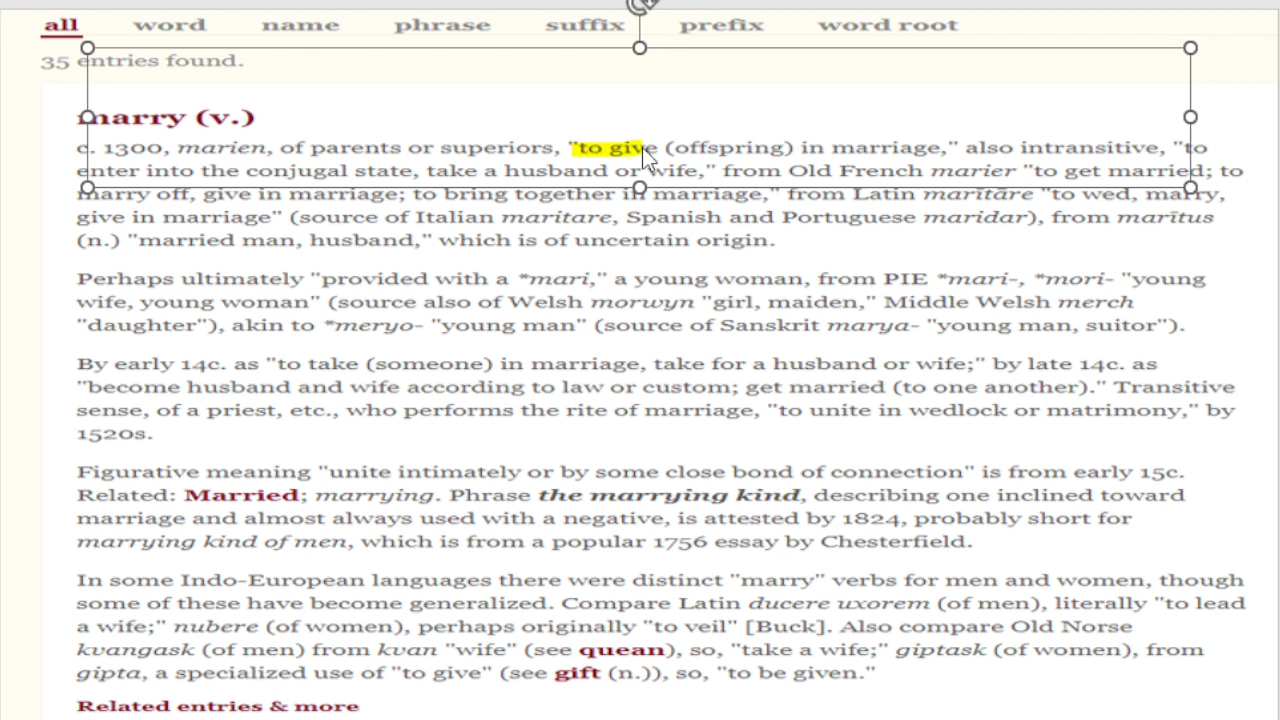 all word name phrase suffix prefix word root
35 entries found.
marry (v.)
c. 1300, marien, of parents or superiors, "to give (offspring) in marriage," also intransitive, "to
enter into the conjugal state, take a husband or wife," from Old French marier "to get married; to
marry off, give in marriage; to bring together in marriage," from Latin marītāre "to wed, marry,
give in marriage" (source of Italian maritare, Spanish and Portuguese maridar), from marītus
(n.) "married man, husband," which is of uncertain origin.
Perhaps ultimately "provided with a *mari," a young woman, from PIE *mari-, *mori- "young
wife, young woman" (source also of Welsh morwyn "girl, maiden," Middle Welsh merch
"daughter"), akin to *meryo- "young man" (source of Sanskrit marya- "young man, suitor").
By early 14c. as "to take (someone) in marriage, take for a husband or wife;" by late 14c. as
"become husband and wife according to law or custom; get married (to one another)." Transitive
sense, of a priest, etc., who performs the rite of marriage, "to unite in wedlock or matrimony," by
1520s.
Figurative meaning "unite intimately or by some close bond of connection" is from early 15c.
Related: Married; marrying. Phrase the marrying kind, describing one inclined toward
marriage and almost always used with a negative, is attested by 1824, probably short for
marrying kind of men, which is from a popular 1756 essay by Chesterfield.
In some Indo-European languages there were distinct "marry" verbs for men and women, though
some of these have become generalized. Compare Latin ducere uxorem (of men), literally "to lead
a wife;" nubere (of women), perhaps originally "to veil" [Buck]. Also compare Old Norse
kvangask (of men) from kvan "wife" (see quean), so, "take a wife;" giptask (of women), from
gipta, a specialized use of "to give" (see gift (n.)), so, "to be given."
Related entries & more